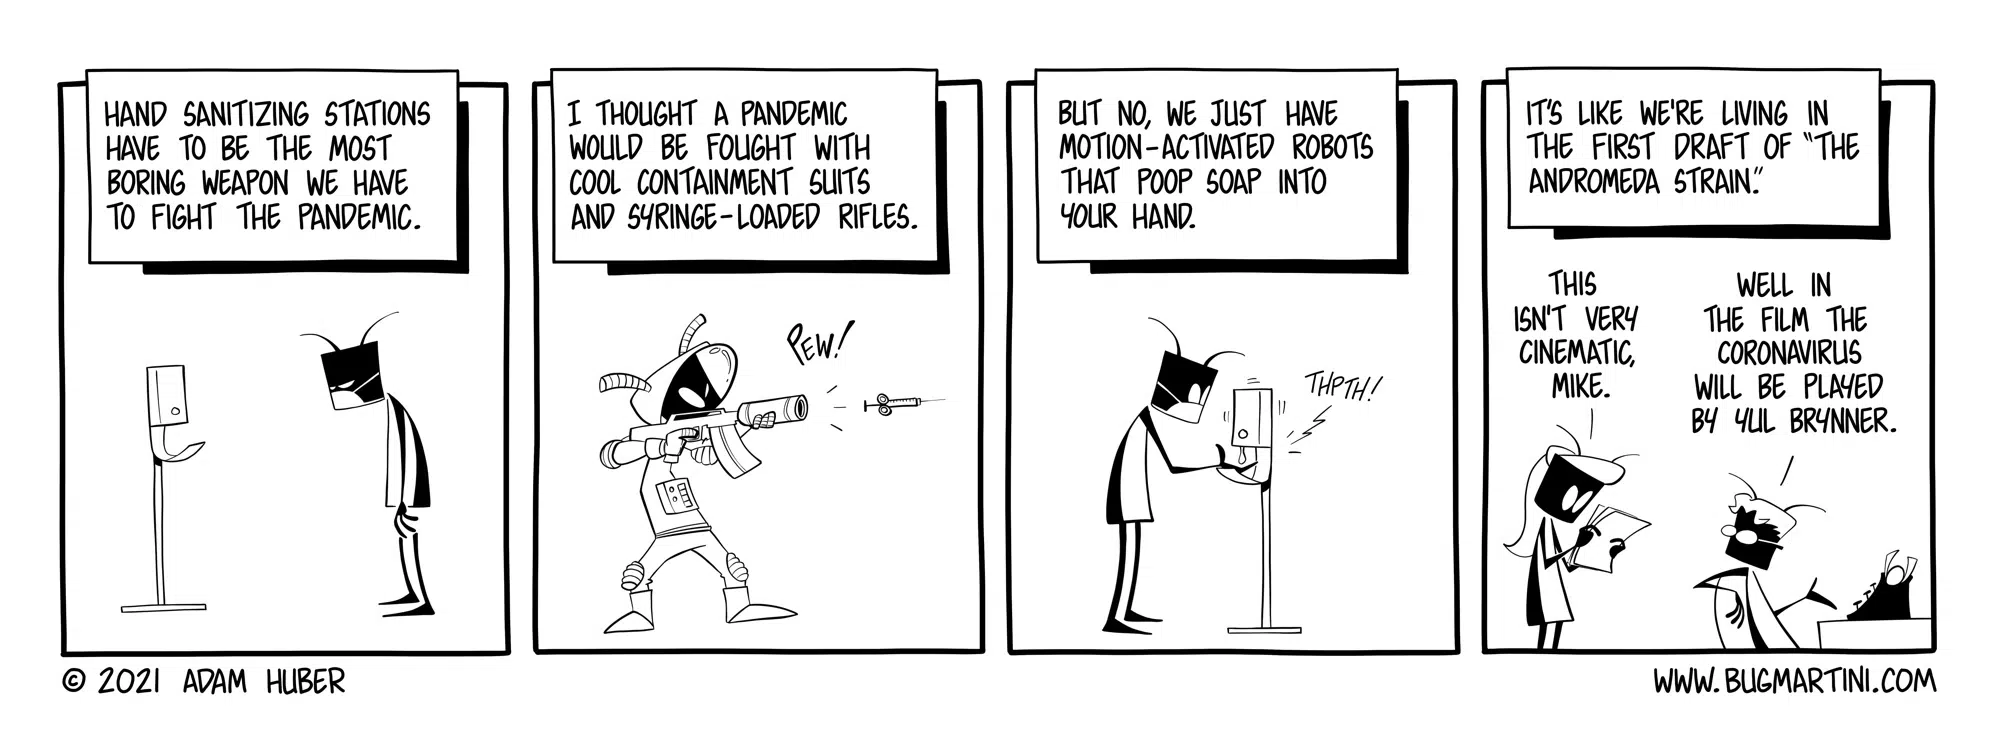 HAND SANITIZING STATIONS
HAVE TO BE THE MOST
BORING WEAPON WE HAVE
TO FIGHT THE PANDEMIC.
I THOUGHT A PANDEMIC
WOULD BE FOUGHT WITH
COOL CONTAINMENT SUITS
AND SYRINGE-LOADED RIFLES.
PEW!
BUT NO, WE JUST HAVE
MOTION-ACTIVATED ROBOTS
THAT POOP SOAP INTO
YOUR HAND.
THPTH!
IT'S LIKE WE'RE LIVING IN
THE FIRST DRAFT OF "THE
ANDROMEDA STRAIN."
THIS
ISN'T VERY
CINEMATIC,
MIKE.
WELL IN
THE FILM THE
CORONAVIRUS
WILL BE PLAYED
BY YUL BRYNNER.
© 2021 ADAM HUBER
WWW.BUGMARTINI.COM